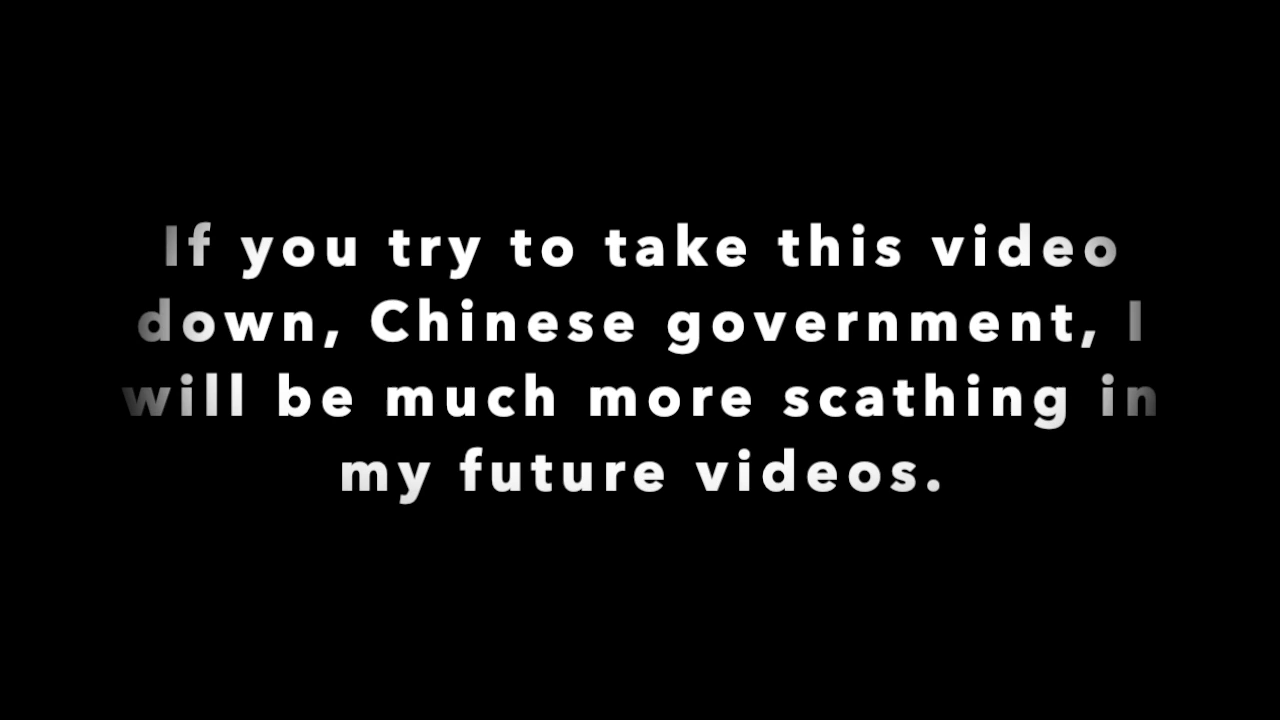 If you try to take this video
down, Chinese government, I
will be much more scathing in
my future videos.